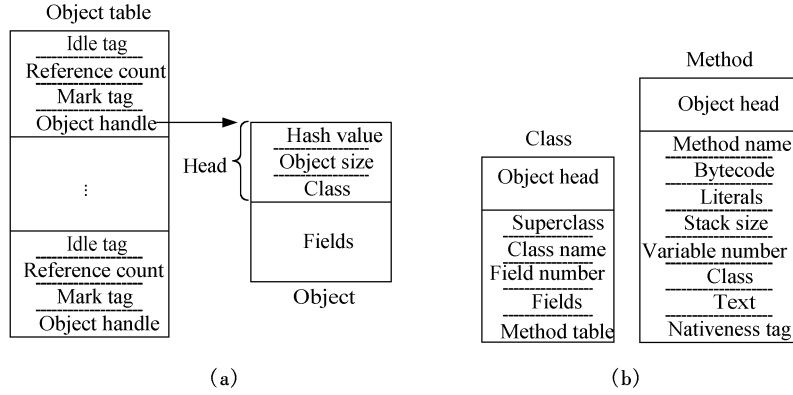 Object table
Idle tag
Reference count
Mark tag
Object handle
⋮
Idle tag
Reference count
Mark tag
Object handle
Head
Hash value
Object size
Class
Fields
Object
(a)
Class
Object head
Superclass
Class name
Field number
Fields
Method table
Method
Object head
Method name
Bytecode
Literals
Stack size
Variable number
Class
Text
Nativeness tag
(b)